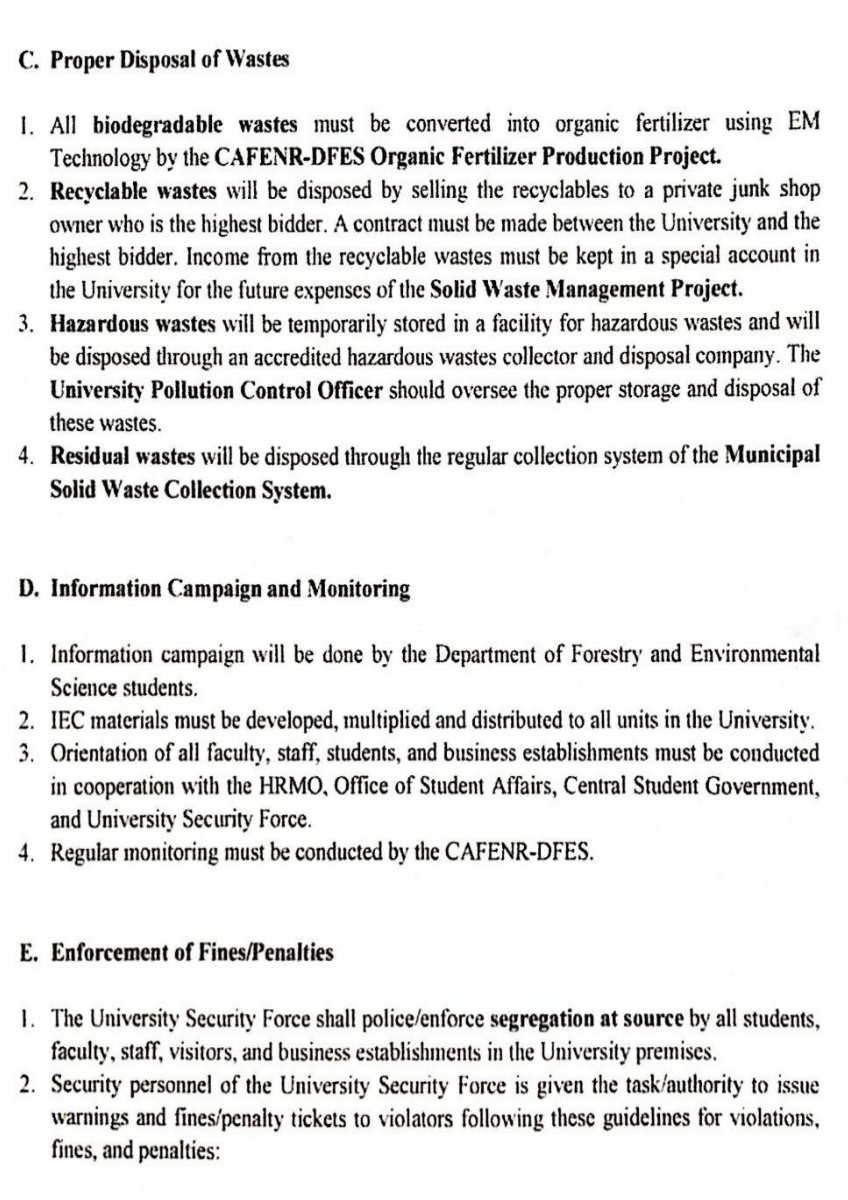 C. Proper Disposal of Wastes
1. All biodegradable wastes must be converted into organic fertilizer using EM
Technology by the CAFENR-DFES Organic Fertilizer Production Project.
2. Recyclable wastes will be disposed by selling the recyclables to a private junk shop
owner who is the highest bidder. A contract must be made between the University and the
highest bidder. Income from the recyclable wastes must be kept in a special account in
the University for the future expenses of the Solid Waste Management Project.
3. Hazardous wastes will be temporarily stored in a facility for hazardous wastes and will
be disposed through an accredited hazardous wastes collector and disposal company. The
University Pollution Control Officer should oversee the proper storage and disposal of
these wastes.
4. Residual wastes will be disposed through the regular collection system of the Municipal
Solid Waste Collection System.
D. Information Campaign and Monitoring
1. Information campaign will be done by the Department of Forestry and Environmental
Science students.
2. IEC materials must be developed, multiplied and distributed to all units in the University.
3. Orientation of all faculty, staff, students, and business establishments must be conducted
in cooperation with the HRMO, Office of Student Affairs, Central Student Government,
and University Security Force.
4. Regular monitoring must be conducted by the CAFENR-DFES.
E. Enforcement of Fines/Penalties
1. The University Security Force shall police/enforce segregation at source by all students,
faculty, staff, visitors, and business establishments in the University premises.
2. Security personnel of the University Security Force is given the task/authority to issue
warnings and fines/penalty tickets to violators following these guidelines for violations,
fines, and penalties: